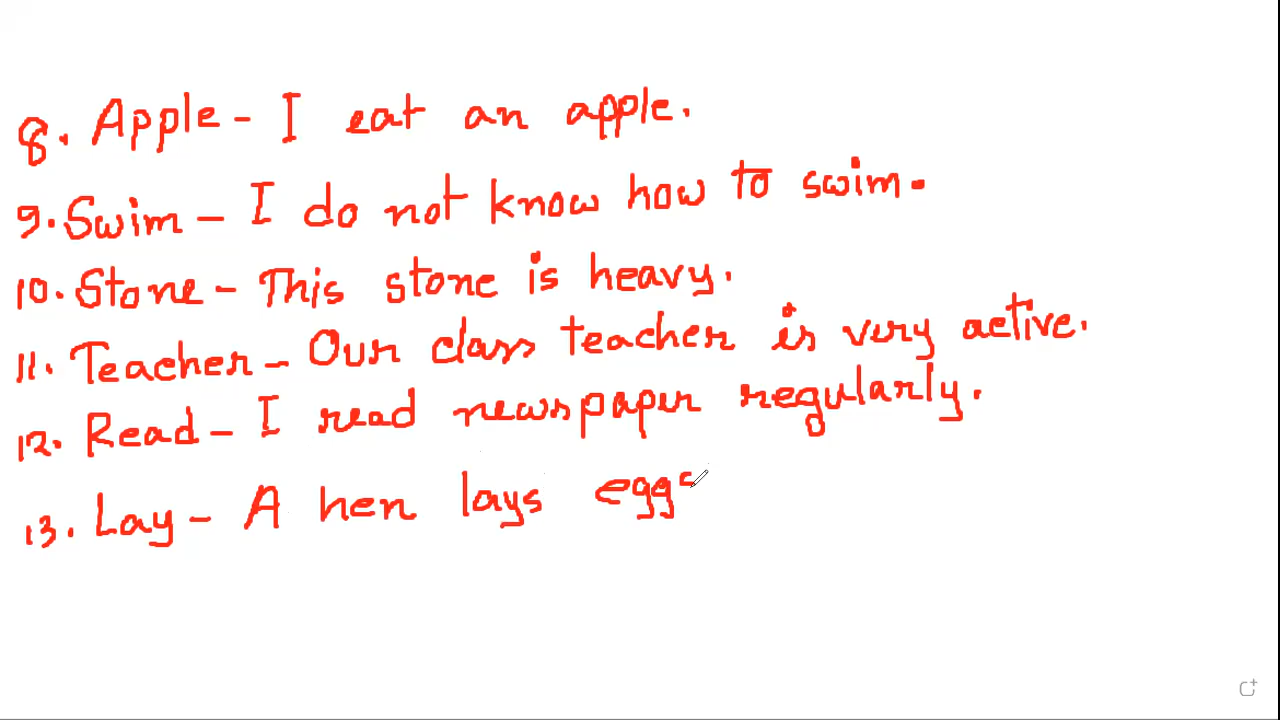 8. Apple - I eat an apple.
9. Swim - I do not know how to swim.
10. Stone - This stone is heavy.
11. Teacher - Our class teacher is very active.
12. Read - I read newspaper regularly.
13. Lay - A hen lays eggs